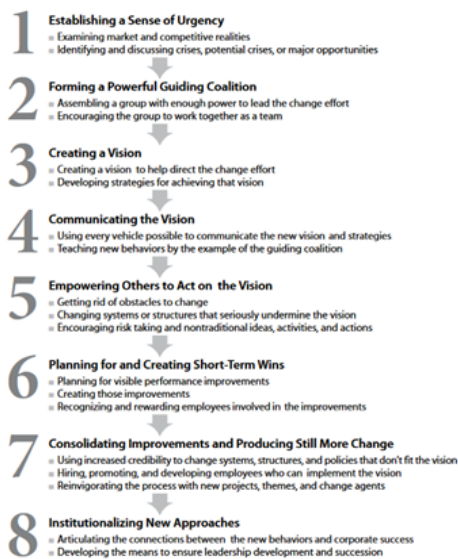 1
Establishing a Sense of Urgency
Examining market and competitive realities
Identifying and discussing crises, potential crises, or major opportunities
2
Forming a Powerful Guiding Coalition
Assembling a group with enough power to lead the change effort
Encouraging the group to work together as a team
3
Creating a Vision
Creating a vision to help direct the change effort
Developing strategies for achieving that vision
4
Communicating the Vision
Using every vehicle possible to communicate the new vision and strategies
Teaching new behaviors by the example of the guiding coalition
5
Empowering Others to Act on the Vision
Getting rid of obstacles to change
Changing systems or structures that seriously undermine the vision
Encouraging risk taking and nontraditional ideas, activities, and actions
6
Planning for and Creating Short-Term Wins
Planning for visible performance improvements
Creating those improvements
Recognizing and rewarding employees involved in the improvements
7
Consolidating Improvements and Producing Still More Change
Using increased credibility to change systems, structures, and policies that don't fit the vision
Hiring, promoting, and developing employees who can implement the vision
Reinvigorating the process with new projects, themes, and change agents
8
Institutionalizing New Approaches
Articulating the connections between the new behaviors and corporate success
Developing the means to ensure leadership development and succession